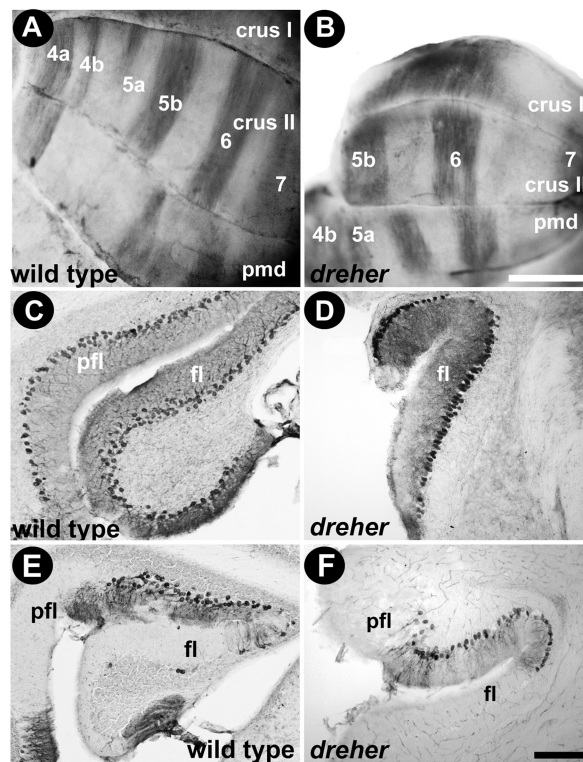 A
crus I
4a
4b
5a
5b
crus II
6
7
wild type
pmd
B
crus I
5b
6
7
crus II
pmd
4b
5a
dreher
C
pfl
fl
wild type
D
fl
dreher
E
pfl
fl
wild type
F
pfl
fl
dreher